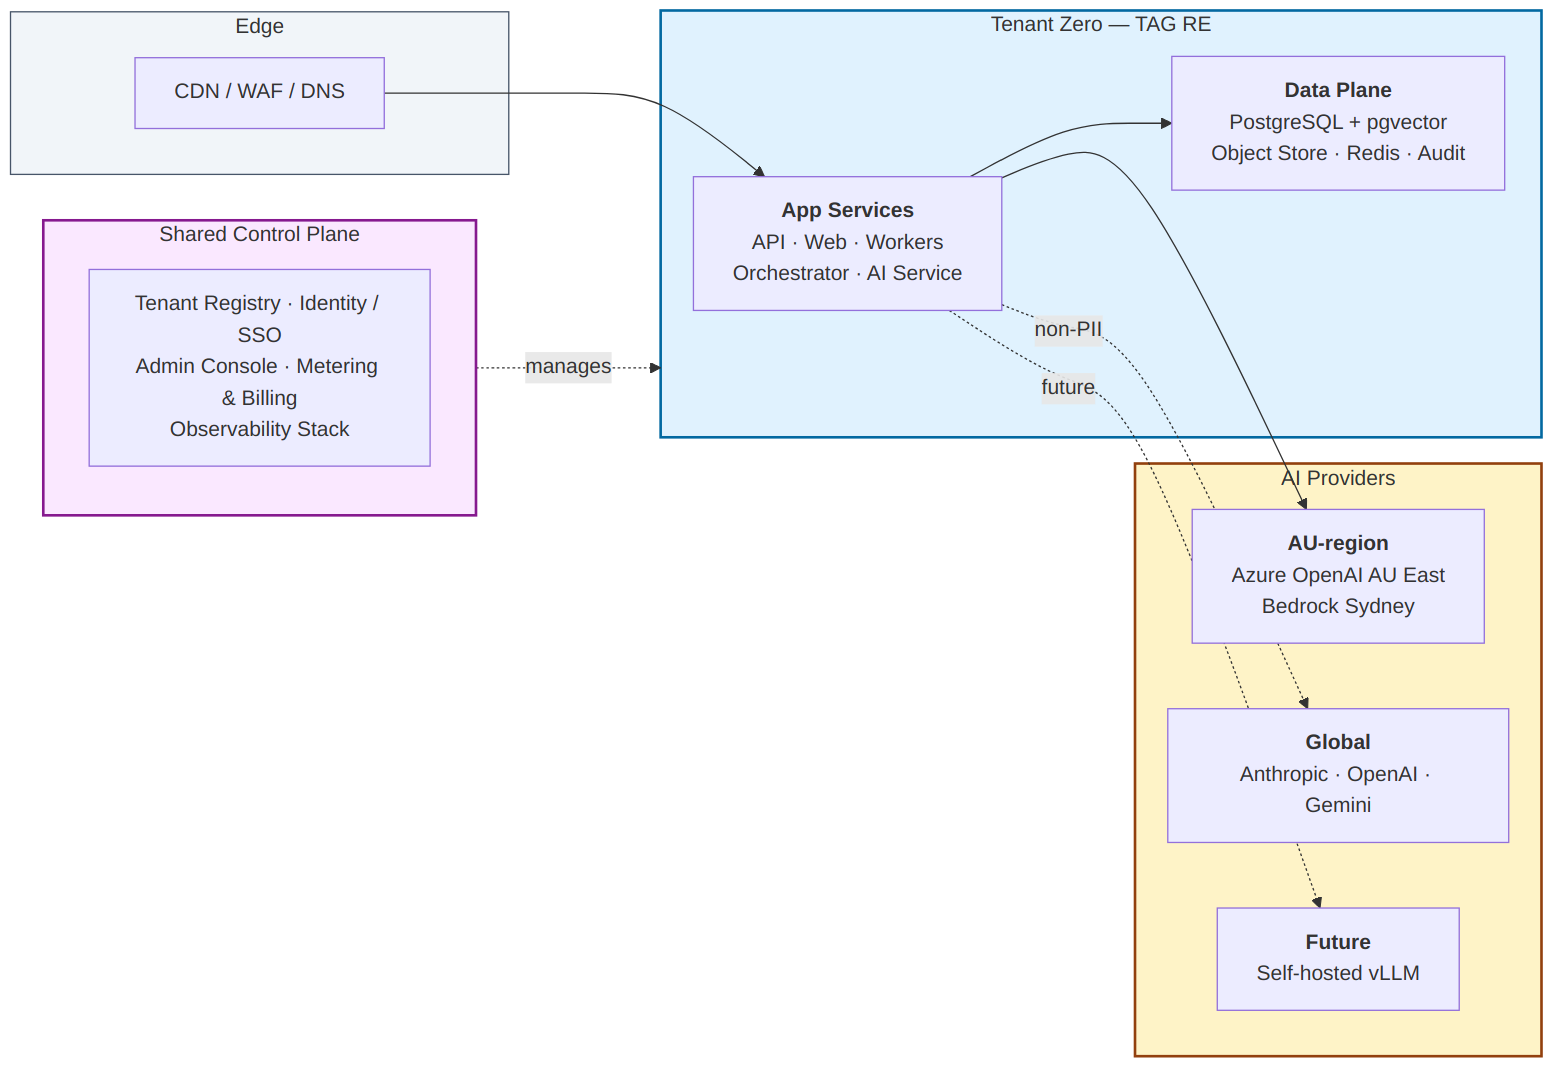 Edge
CDN / WAF / DNS
Shared Control Plane
Tenant Registry · Identity /
SSO
Admin Console · Metering
& Billing
Observability Stack
manages
Tenant Zero — TAG RE
App Services
API · Web · Workers
Orchestrator · AI Service
Data Plane
PostgreSQL + pgvector
Object Store · Redis · Audit
non-PII
future
AI Providers
AU-region
Azure OpenAI AU East
Bedrock Sydney
Global
Anthropic · OpenAI ·
Gemini
Future
Self-hosted vLLM